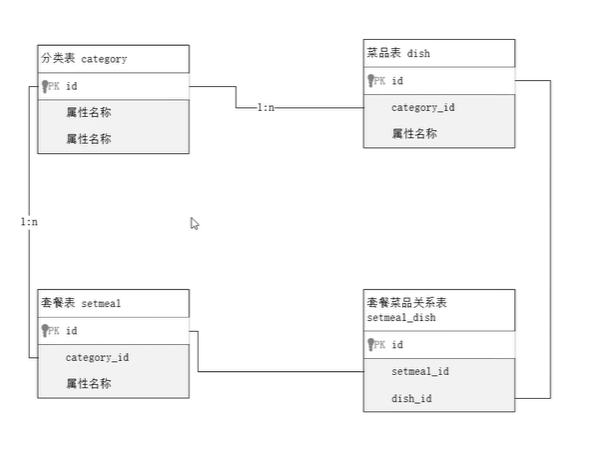 分类表 category
PK id
属性名称
属性名称
菜品表 dish
PK id
category_id
属性名称
1:n
1:n
套餐表 setmeal
PK id
category_id
属性名称
套餐菜品关系表
setmeal_dish
PK id
setmeal_id
dish_id